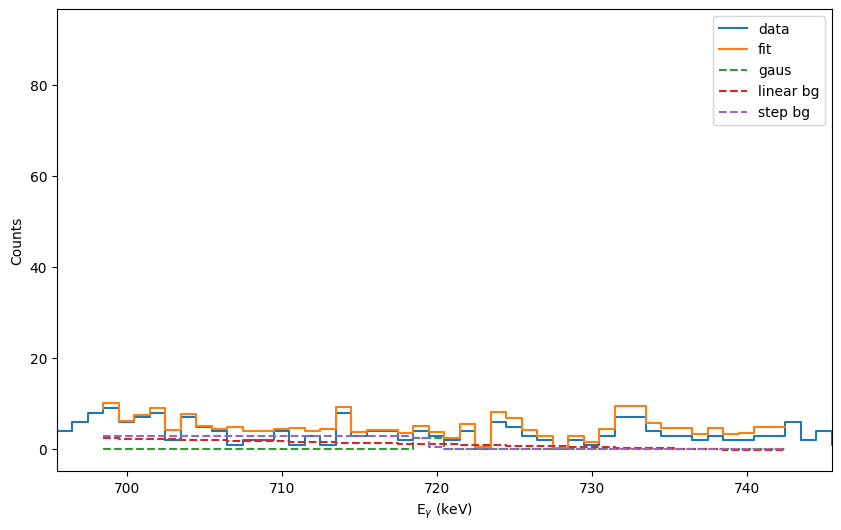 80
60
40
20
0
Counts
700
710
720
730
740
Eγ (keV)
data
fit
gaus
linear bg
step bg